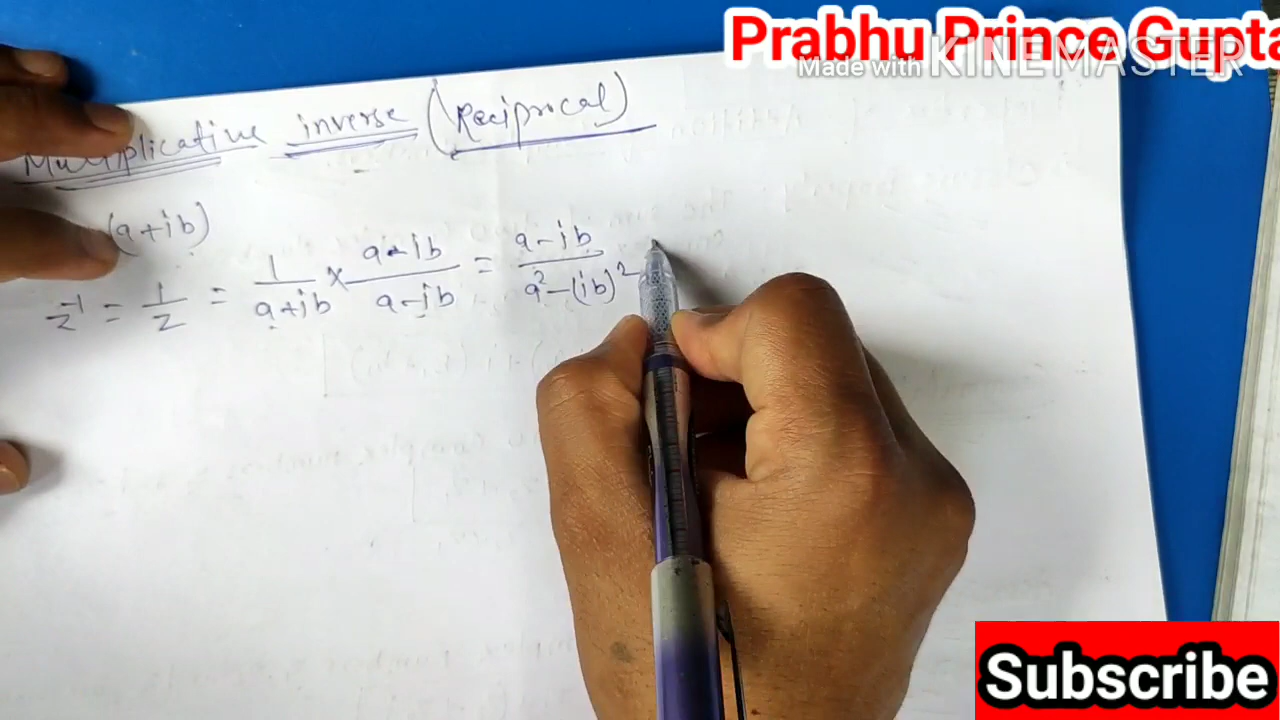 Prabhu Prince Gupta
Made with KINEMASTER
Multiplicative inverse (Reciprocal)
(a+ib)
z⁻¹ = 1/z = 1/(a+ib) × (a-ib)/(a-ib) = (a-ib)/(a²-(ib)²)
Subscribe